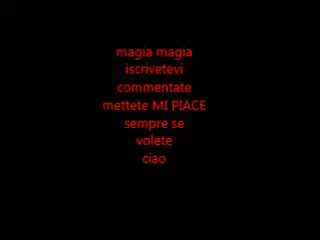 magia magia
iscrivetevi
commentate
mettete MI PIACE
sempre se
volete
ciao